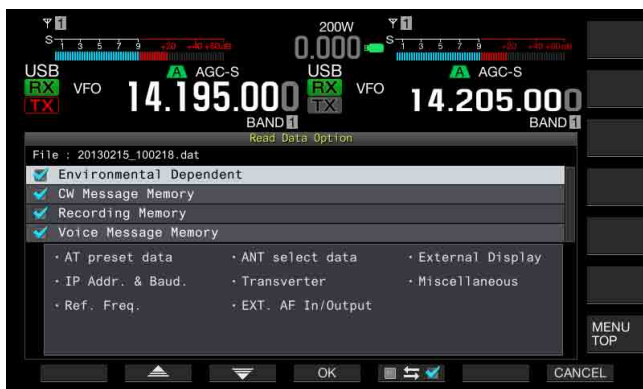 1 200W 1
S 1 3 5 7 9 +20 +40 +60dB 0.000 S 1 3 5 7 9 +20 +40 +60dB
USB A AGC-S USB A AGC-S
RX VFO 14.195.000 RX VFO 14.205.000
TX TX
BAND 1 BAND 1
Read Data Option
File : 20130215_100218.dat
Environmental Dependent
CW Message Memory
Recording Memory
Voice Message Memory
・AT preset data ・ANT select data ・External Display
・IP Addr. & Baud. ・Transverter ・Miscellaneous
・Ref. Freq. ・EXT. AF In/Output
MENU
TOP
OK CANCEL